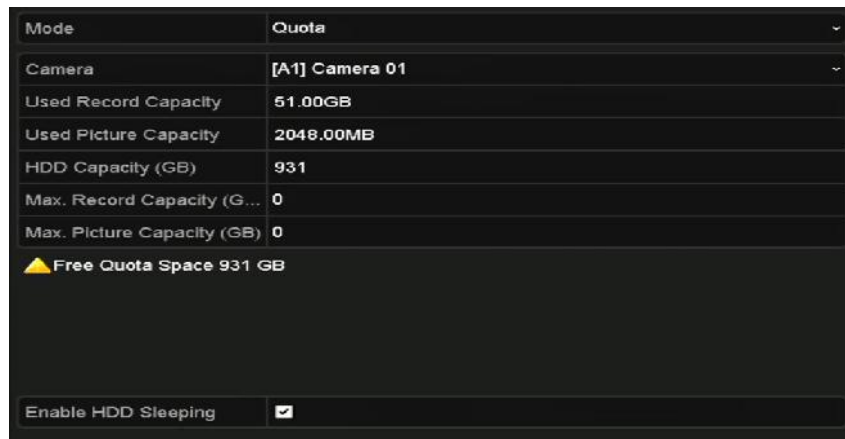 Mode Quota
Camera [A1] Camera 01
Used Record Capacity 51.00GB
Used Picture Capacity 2048.00MB
HDD Capacity (GB) 931
Max. Record Capacity (G... 0
Max. Picture Capacity (GB) 0
Free Quota Space 931 GB
Enable HDD Sleeping